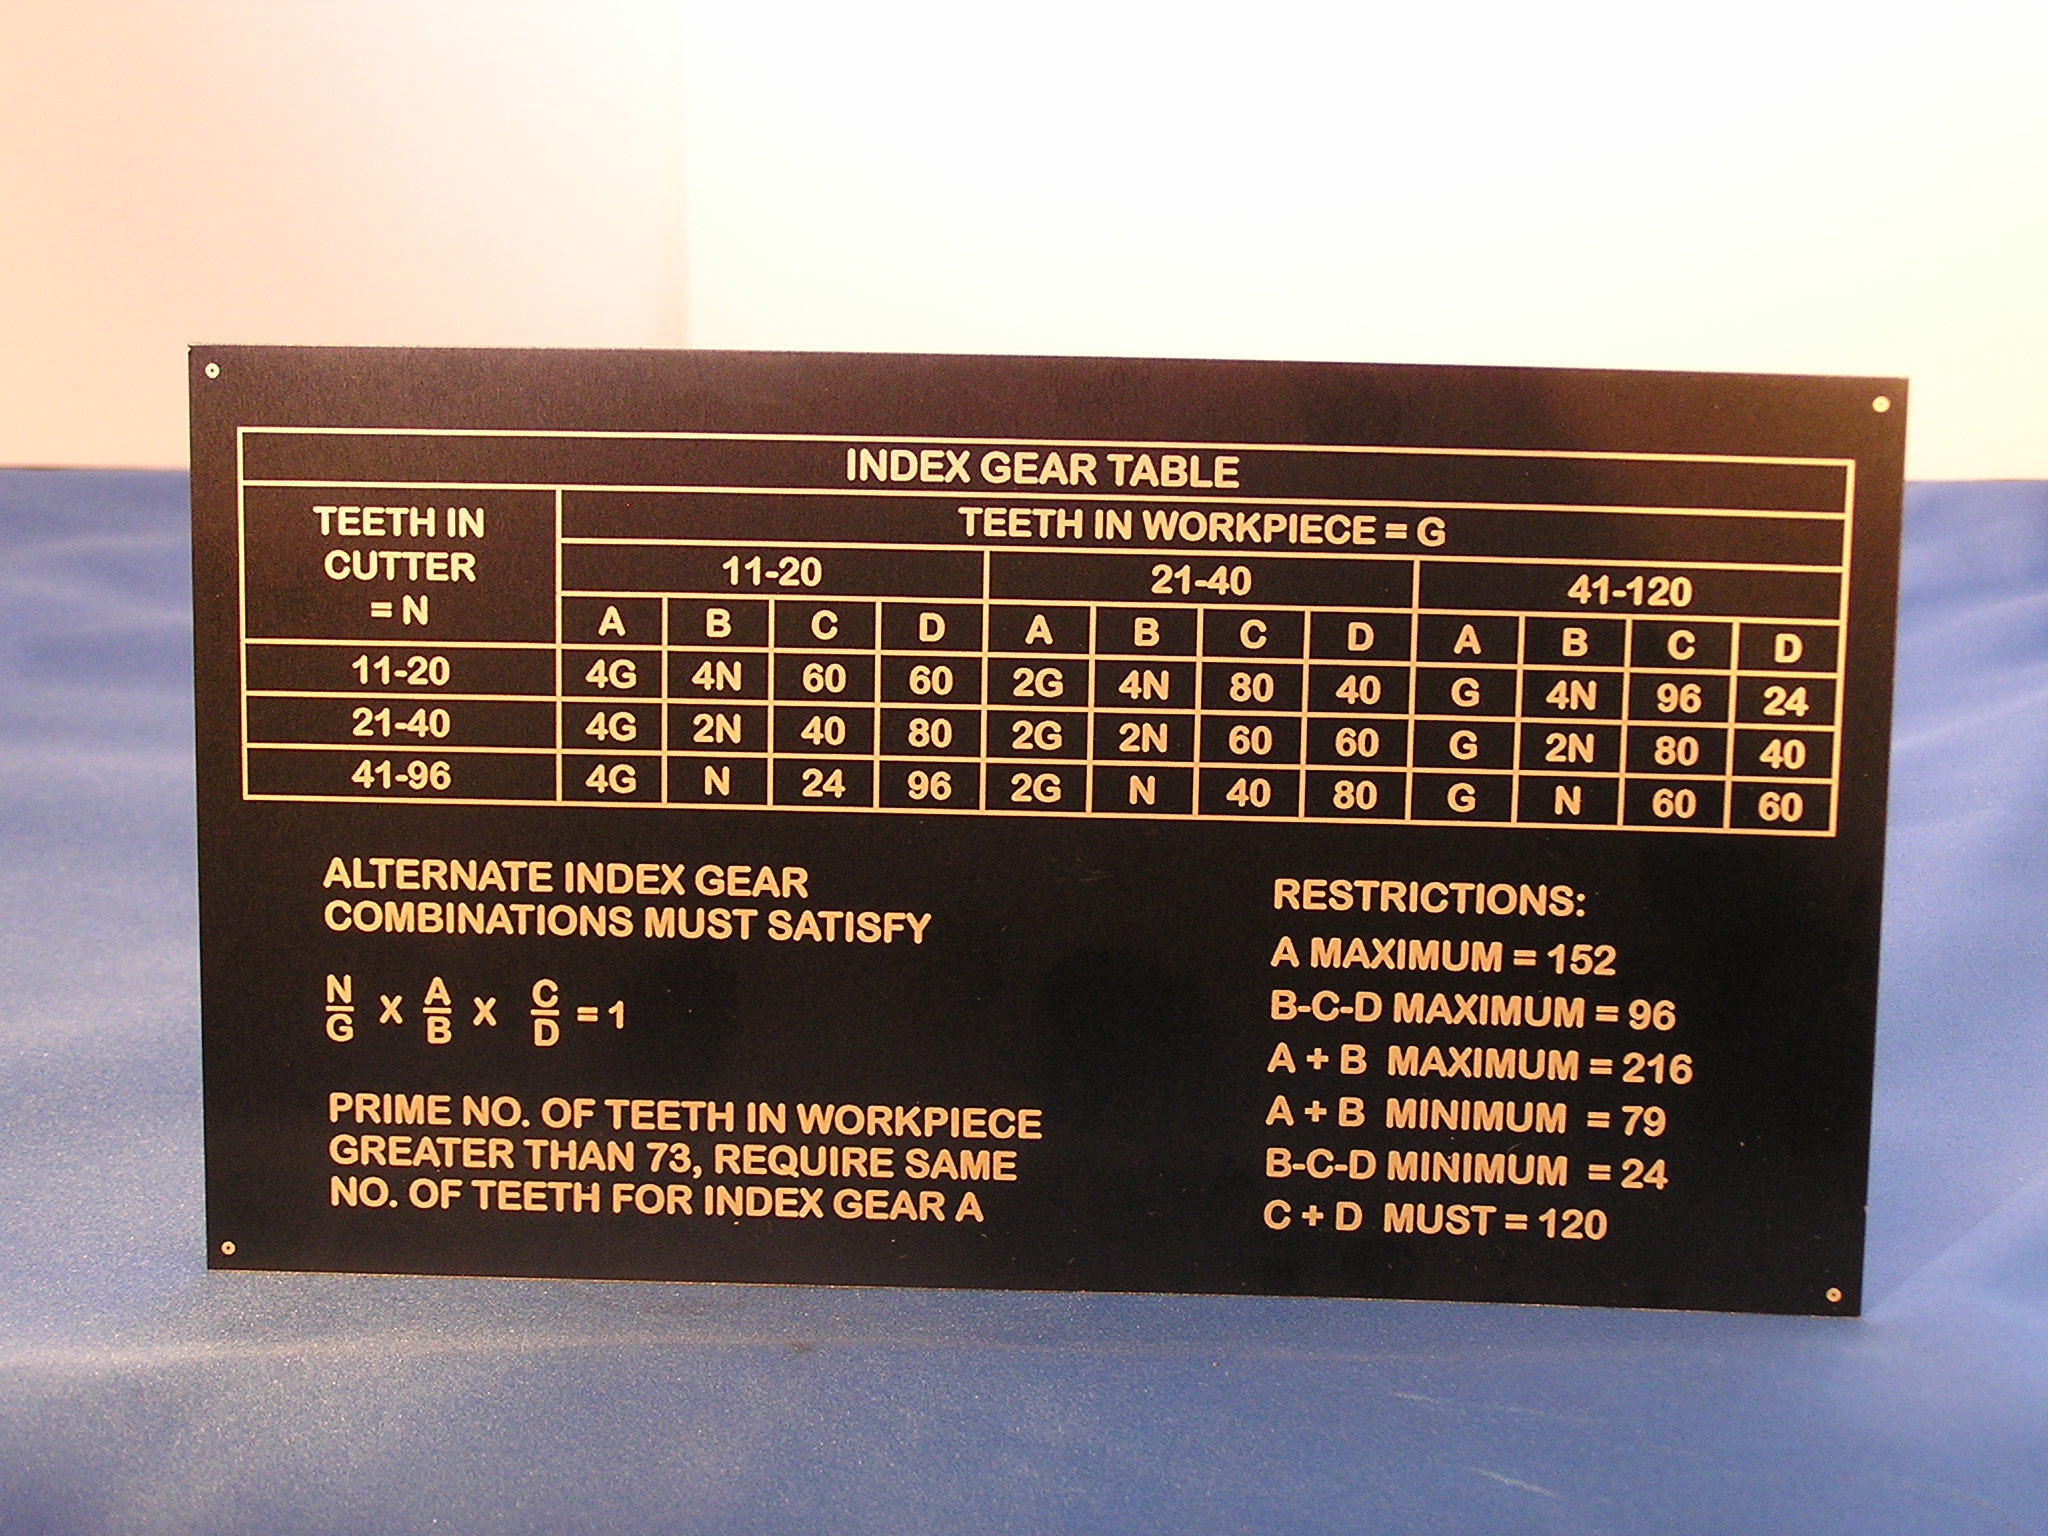 INDEX GEAR TABLE
TEETH IN CUTTER = N
TEETH IN WORKPIECE = G
11-20 21-40 41-120
A B C D A B C D A B C D
11-20 4G 4N 60 60 2G 4N 80 40 G 4N 96 24
21-40 4G 2N 40 80 2G 2N 60 60 G 2N 80 40
41-96 4G N 24 96 2G N 40 80 G N 60 60
ALTERNATE INDEX GEAR
COMBINATIONS MUST SATISFY
N/G X A/B X C/D = 1
PRIME NO. OF TEETH IN WORKPIECE
GREATER THAN 73, REQUIRE SAME
NO. OF TEETH FOR INDEX GEAR A
RESTRICTIONS:
A MAXIMUM = 152
B-C-D MAXIMUM = 96
A + B MAXIMUM = 216
A + B MINIMUM = 79
B-C-D MINIMUM = 24
C + D MUST = 120